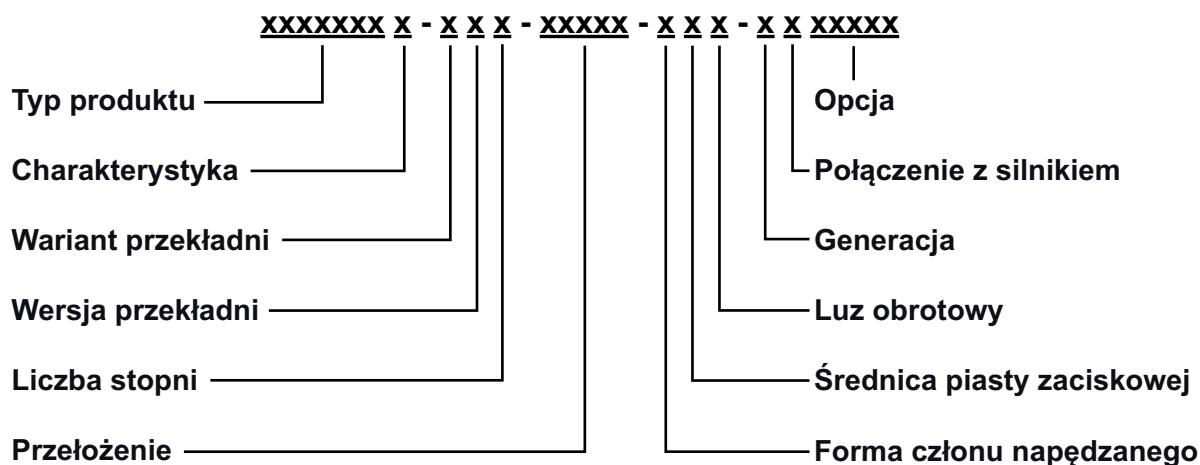 xxxxxxx x - x x x - xxxxx - x x x - x x xxxxx
Typ produktu
Opcja
Charakterystyka
Połączenie z silnikiem
Wariant przekładni
Generacja
Wersja przekładni
Luz obrotowy
Liczba stopni
Średnica piasty zaciskowej
Przełożenie
Forma członu napędzanego